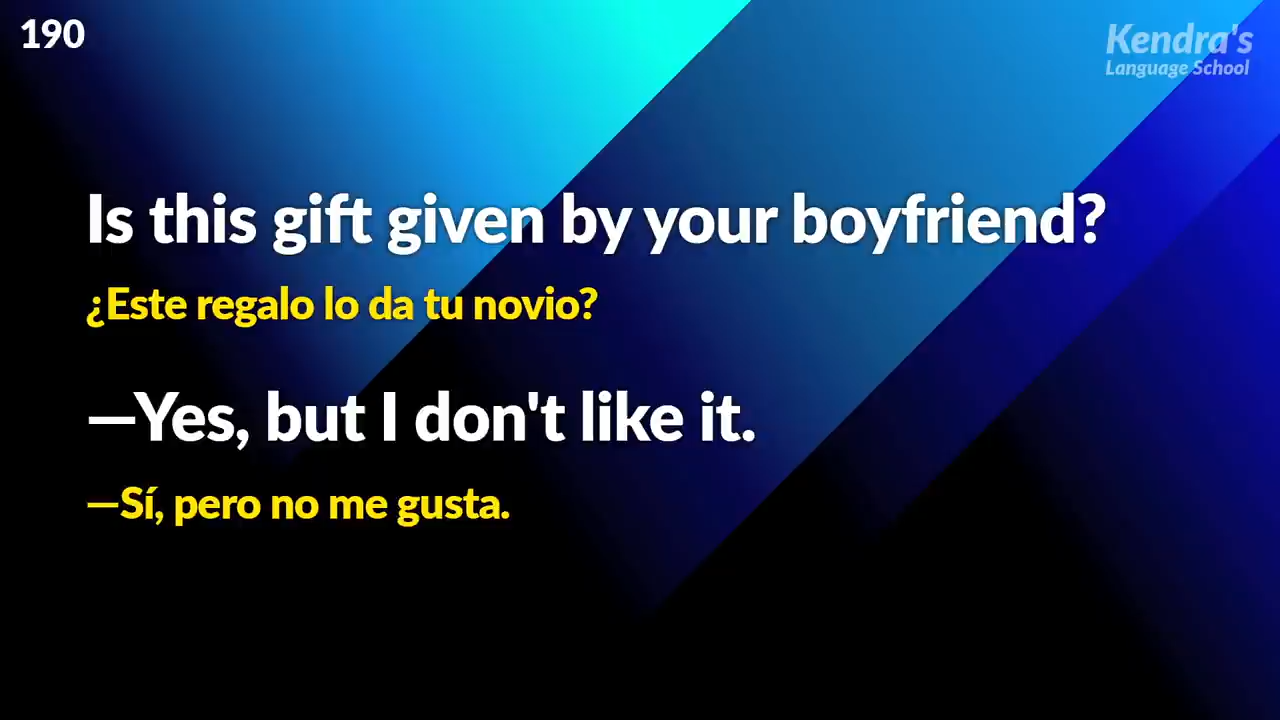 190
Kendra's
Language School
Is this gift given by your boyfriend?
¿Este regalo lo da tu novio?
—Yes, but I don't like it.
—Sí, pero no me gusta.